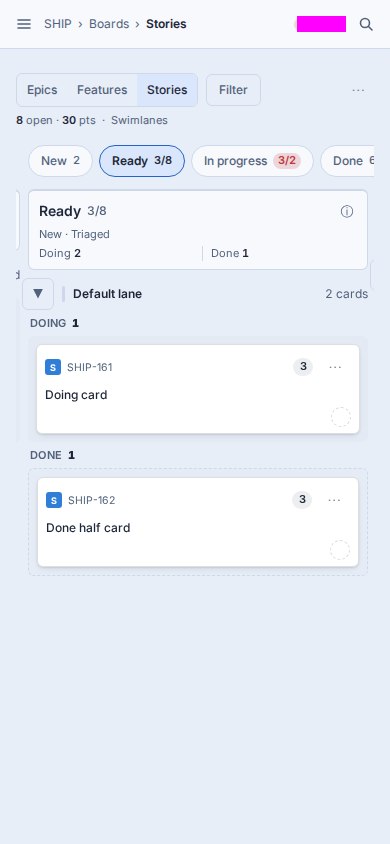 SHIP › Boards › Stories
Epics Features Stories Filter ...
8 open · 30 pts · Swimlanes
New 2 Ready 3/8 In progress 3/2 Done 6
Ready 3/8
New · Triaged
Doing 2 Done 1
d
▼ Default lane 2 cards
DOING 1
S SHIP-161 3 ...
Doing card
DONE 1
S SHIP-162 3 ...
Done half card